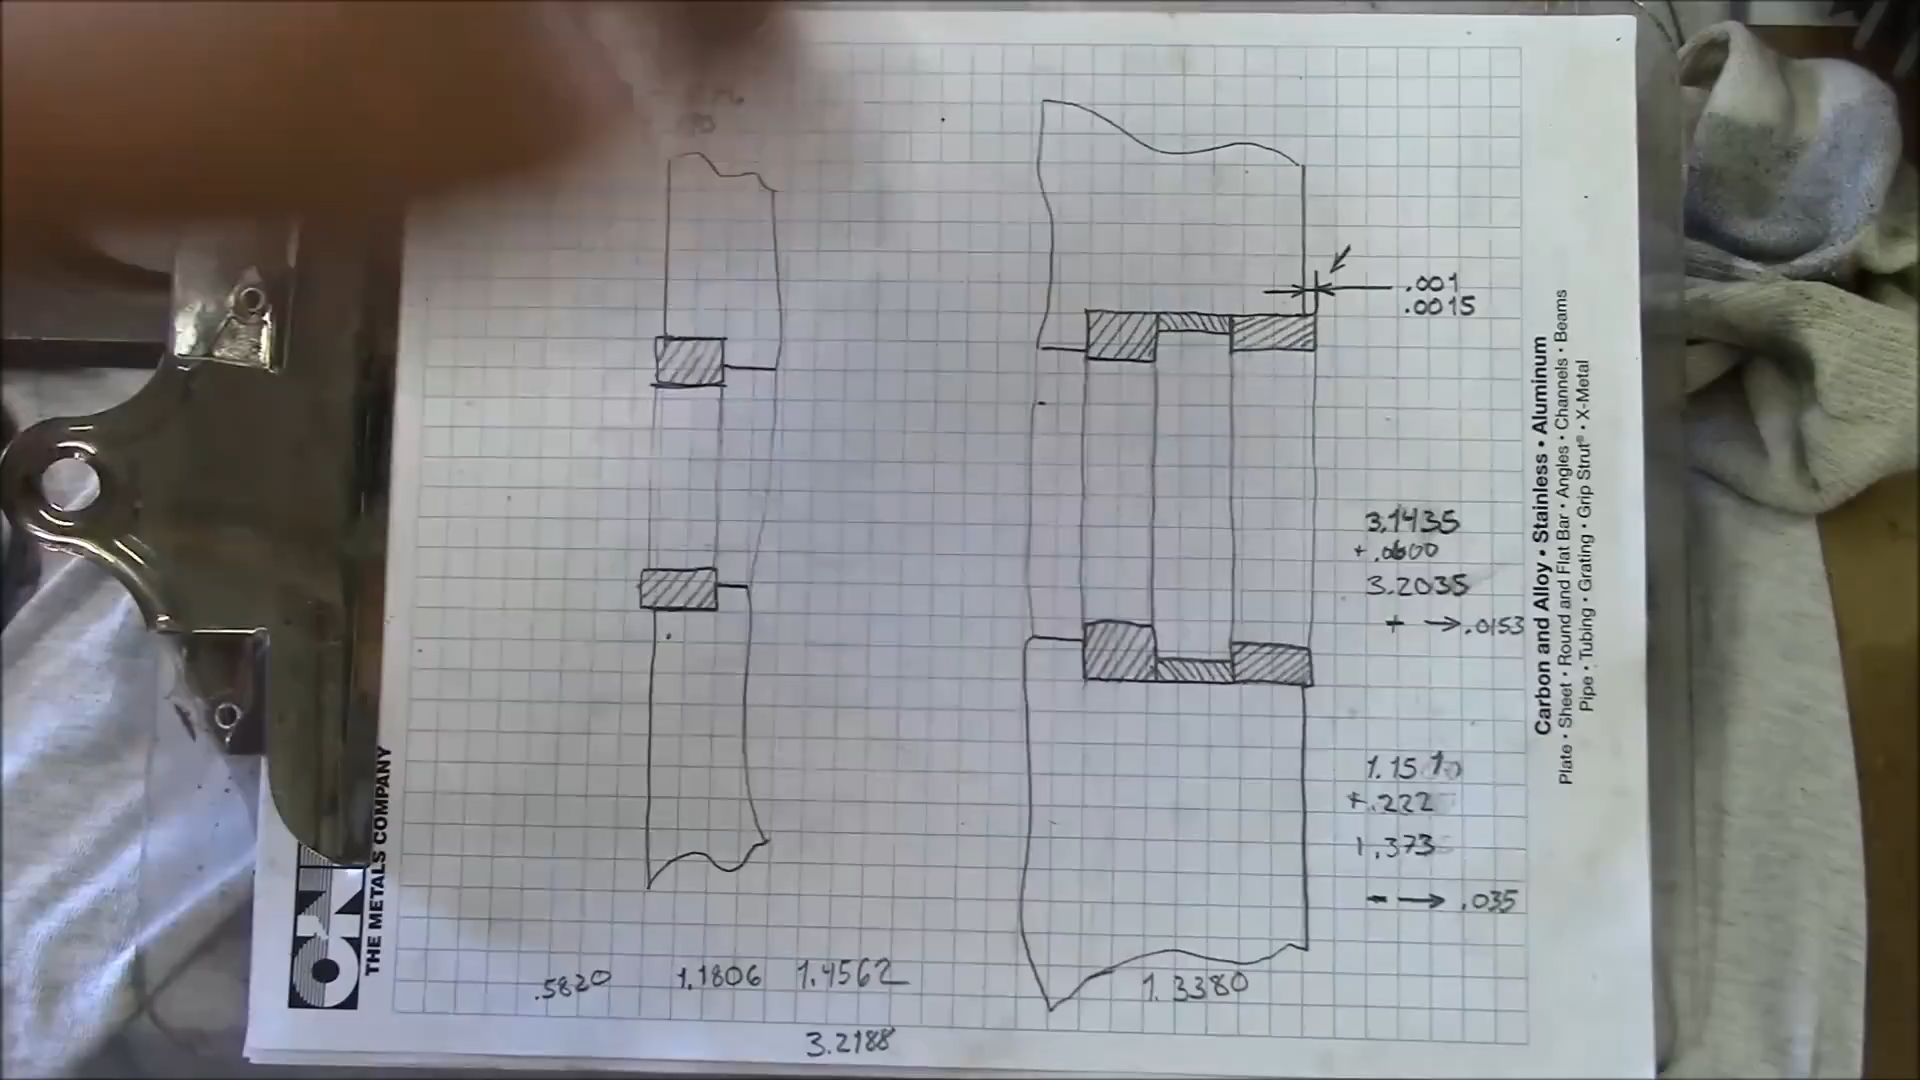 .001
.0015
3.1435
+ .0600
3.2035
+ → .0153
+.222
1.373
- → .035
.5820 1.1806 1.4562 1.3380
3.2188
THE METALS COMPANY
Carbon and Alloy • Stainless • Aluminum
Plate • Sheet • Round and Flat Bar • Angles • Channels • Beams
Pipe • Tubing • Grating • Grip Strut® • X-Metal